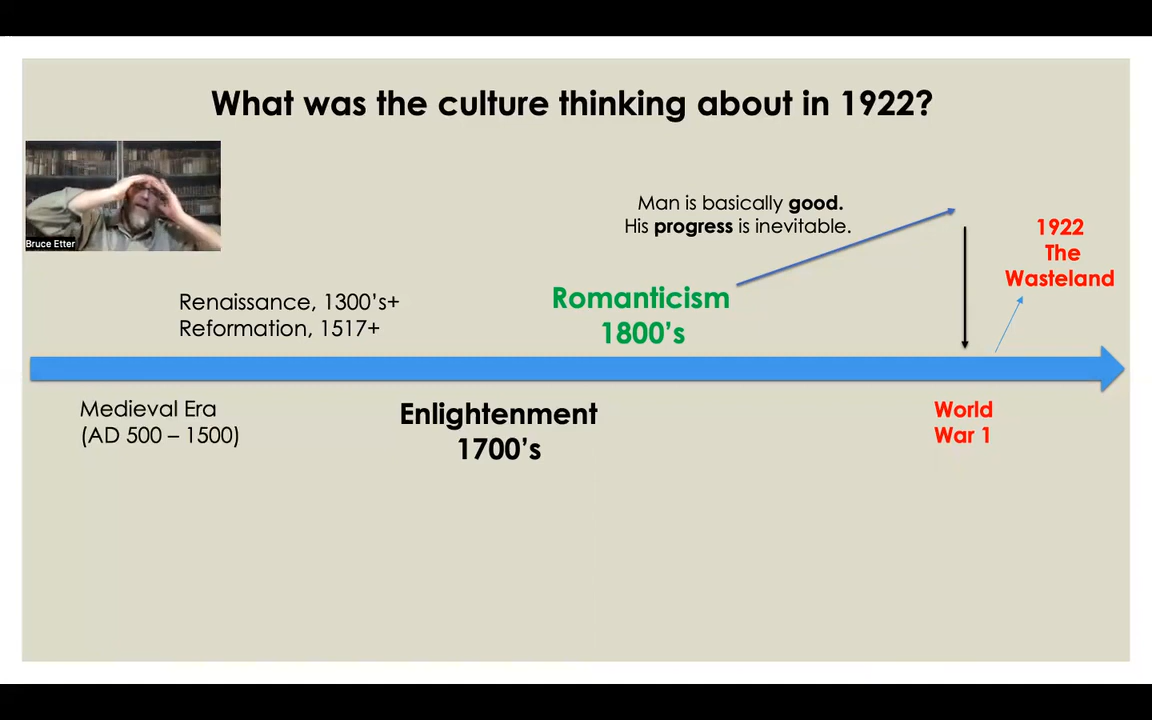 What was the culture thinking about in 1922?
Bruce Etter
Man is basically good.
His progress is inevitable.
1922
The
Wasteland
Renaissance, 1300's+
Reformation, 1517+
Romanticism
1800's
Medieval Era
(AD 500 – 1500)
Enlightenment
1700's
World
War 1